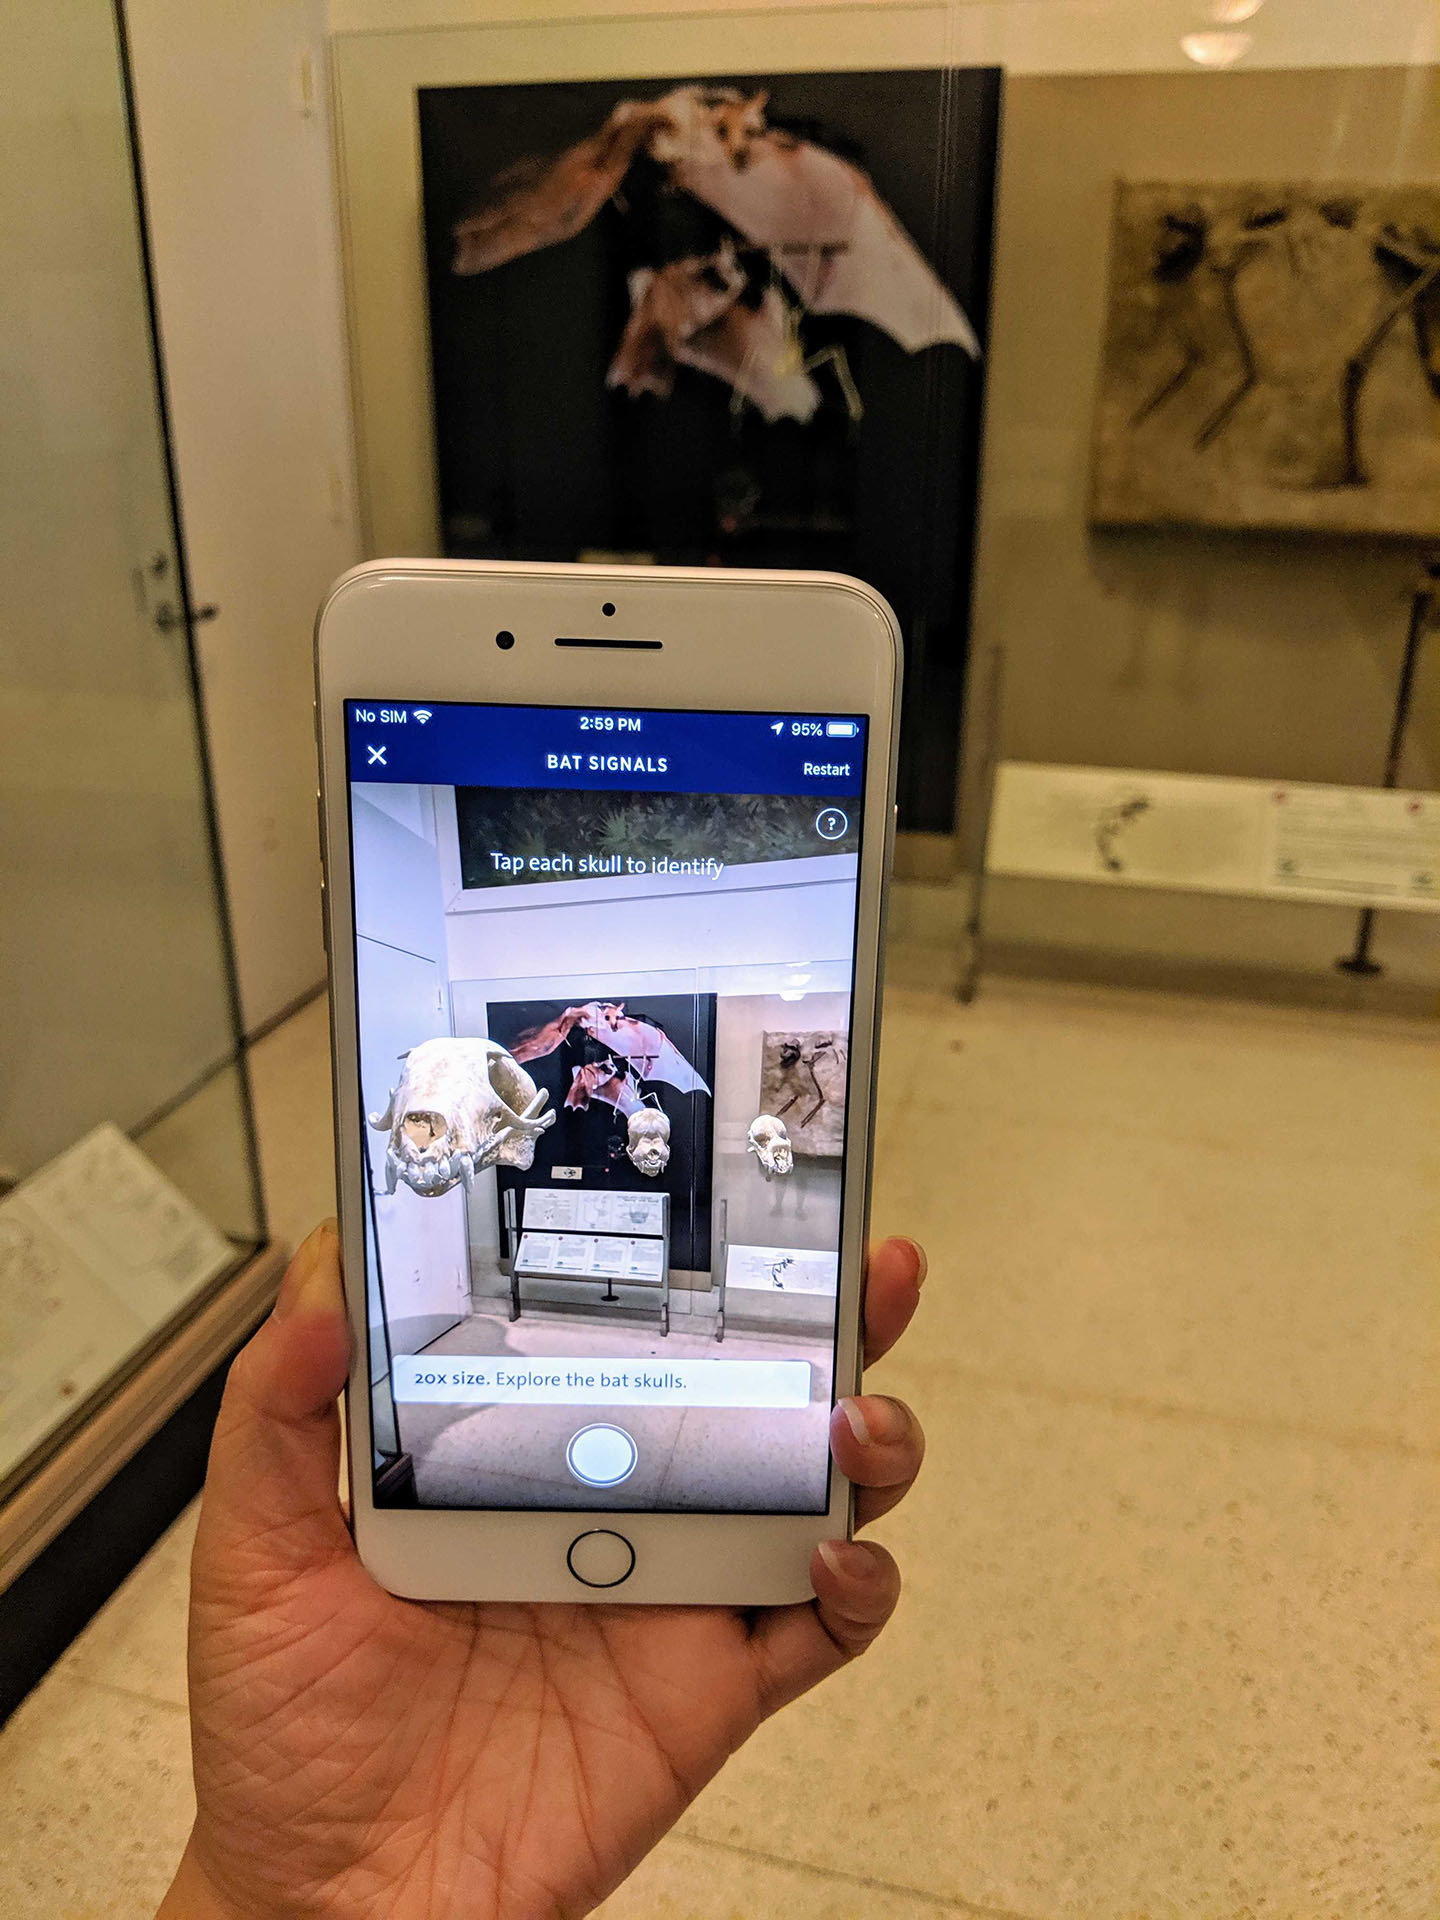 No SIM 2:59 PM 95%
BAT SIGNALS Restart
?
Tap each skull to identify
20x size. Explore the bat skulls.